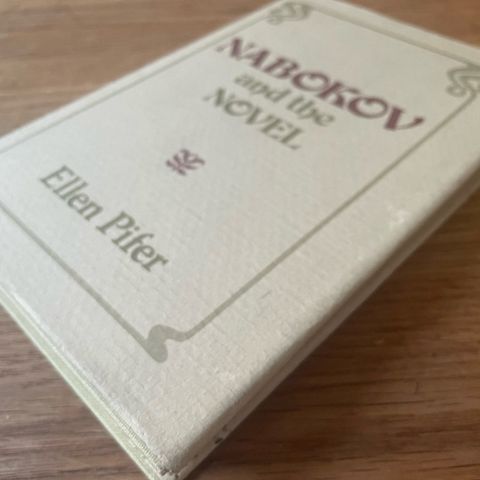 NABOKOV
and the
NOVEL
Ellen Pifer